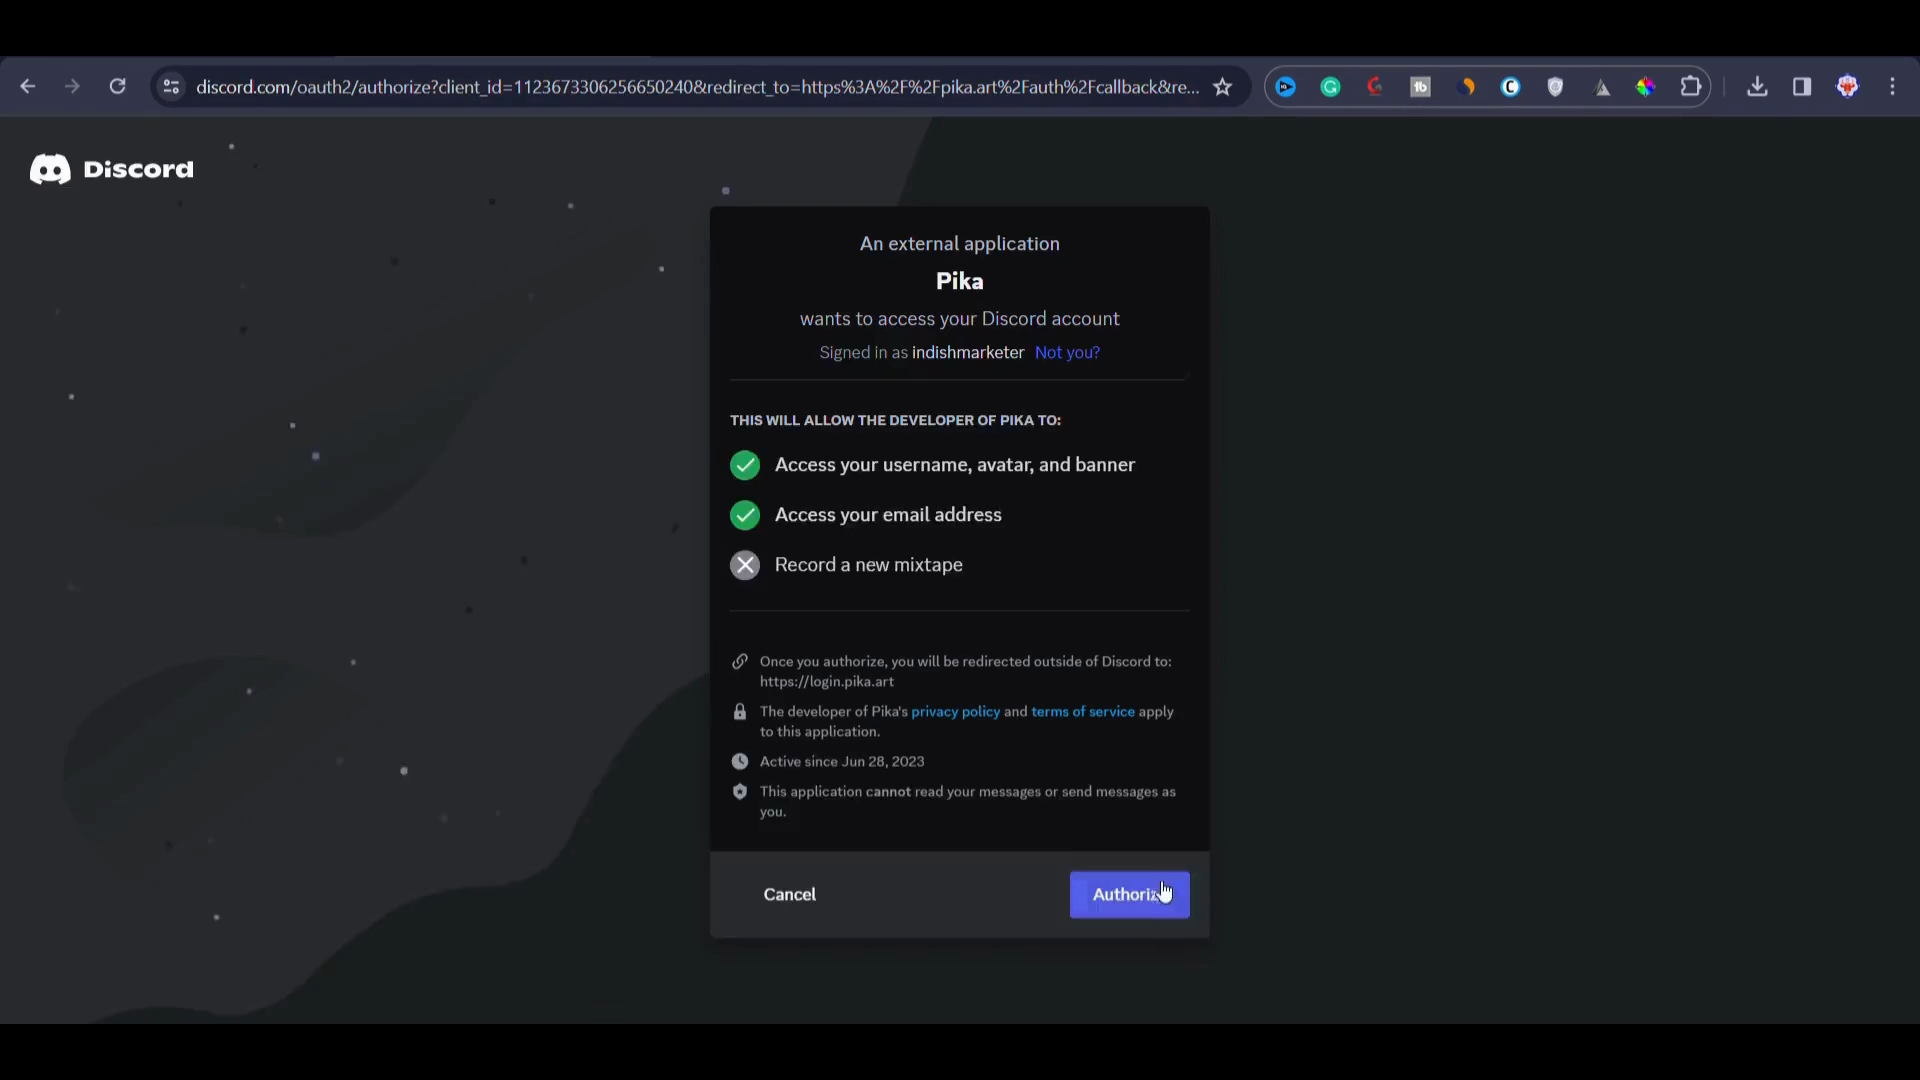 discord.com/oauth2/authorize?client_id=1123673306256650240&redirect_to=https%3A%2F%2Fpika.art%2Fauth%2Fcallback&re...
Discord
An external application
Pika
wants to access your Discord account
Signed in as indishmarketer Not you?
THIS WILL ALLOW THE DEVELOPER OF PIKA TO:
Access your username, avatar, and banner
Access your email address
Record a new mixtape
Once you authorize, you will be redirected outside of Discord to:
https://login.pika.art
The developer of Pika's privacy policy and terms of service apply
to this application.
Active since Jun 28, 2023
This application cannot read your messages or send messages as
you.
Cancel
Authorize